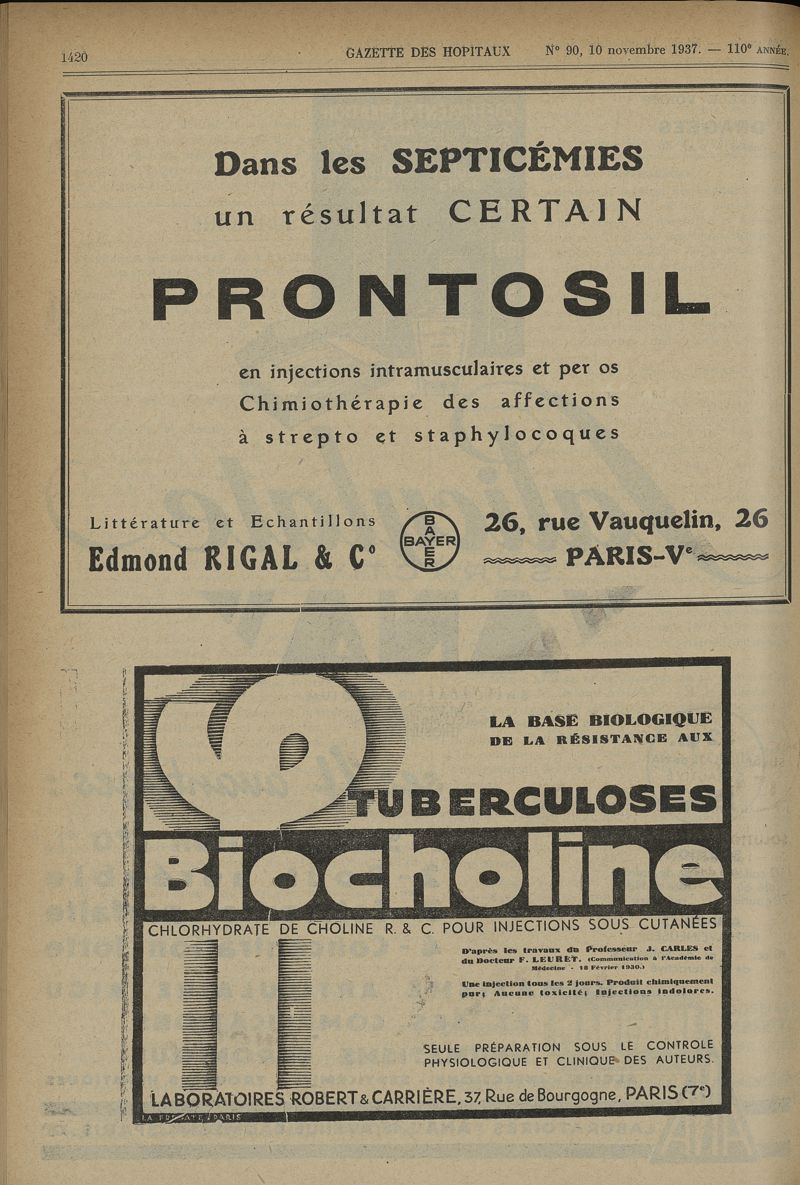 1420
GAZETTE DES HOPITAUX N° 90, 10 novembre 1937. — 110e ANNÉE.
Dans les SEPTICÉMIES
un résultat CERTAIN
PRONTOSIL
en injections intramusculaires et per os
Chimiothérapie des affections
à strepto et staphylocoques
Littérature et Echantillons
Edmond RIGAL & Co
BAYER
BAYER
26, rue Vauquelin, 26
PARIS-Ve
LA BASE BIOLOGIQUE
DE LA RÉSISTANCE AUX
TUBERCULOSES
Biocholine
CHLORHYDRATE DE CHOLINE R. & C. POUR INJECTIONS SOUS CUTANÉES
D'après les travaux du Professeur J. CARLES et
du Docteur F. LEURET. (Communication à l'Académie de
Médecine - 18 Février 1930.)
Une injection tous les 2 jours. Produit chimiquement
pur; Aucune toxicité; Injections indolores.
SEULE PRÉPARATION SOUS LE CONTROLE
PHYSIOLOGIQUE ET CLINIQUE DES AUTEURS.
LABORATOIRES ROBERT & CARRIÈRE, 37, Rue de Bourgogne, PARIS (7e)